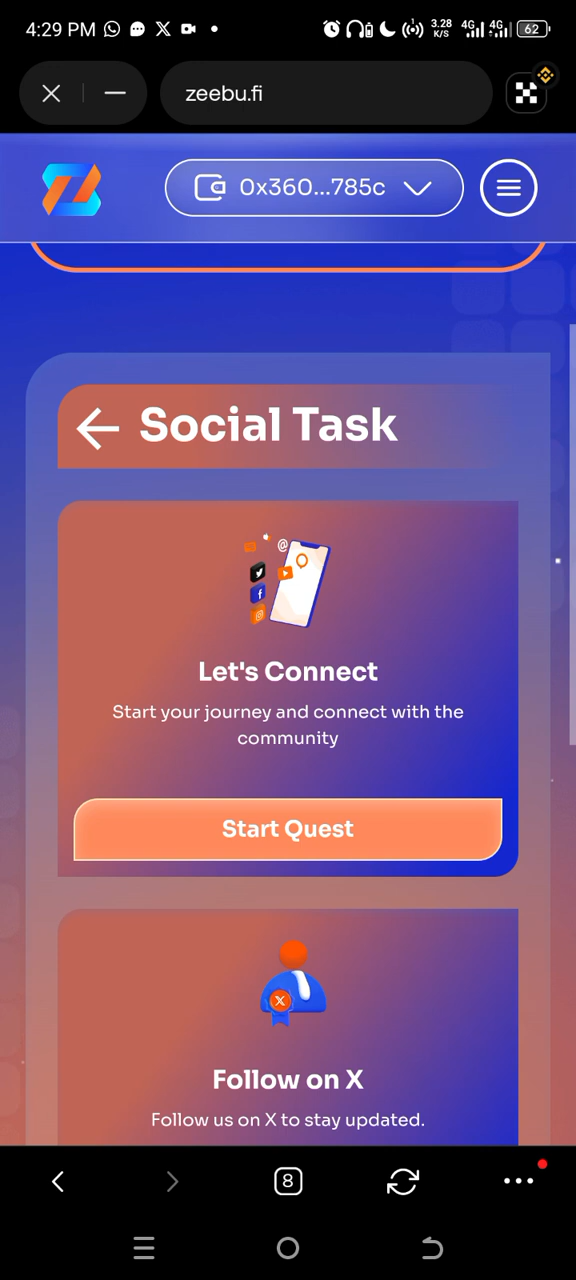 4:29 PM
3.28 K/S
4G 4G
62
zeebu.fi
0x360...785c
Social Task
@
Let's Connect
Start your journey and connect with the
community
Start Quest
X
Follow on X
Follow us on X to stay updated.
8